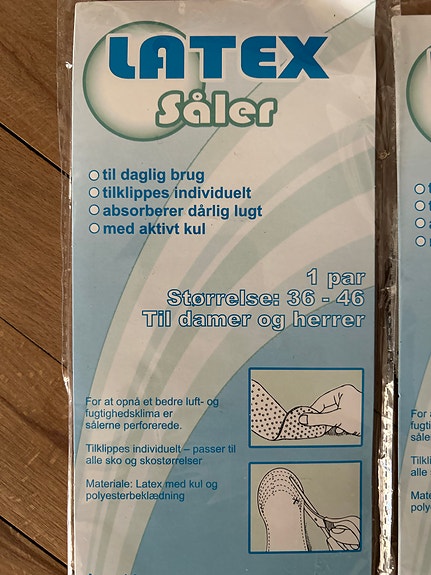 LATEX
Såler
til daglig brug
tilklippes individuelt
absorberer dårlig lugt
med aktivt kul
1 par
Størrelse: 36 - 46
Til damer og herrer
For at opnå et bedre luft- og
fugtighedsklima er
sålerne perforerede.
Tilklippes individuelt – passer til
alle sko og skostørrelser
Materiale: Latex med kul og
polyesterbeklædning